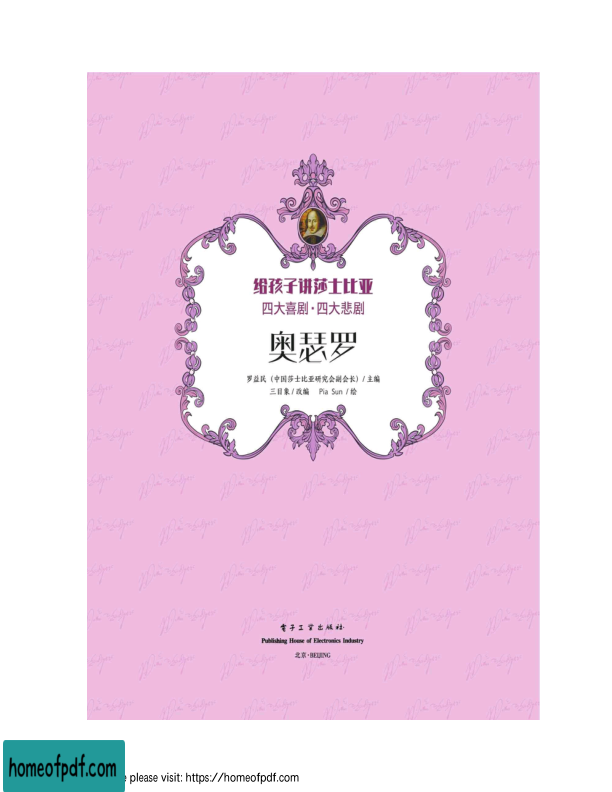 给孩子讲莎士比亚
四大喜剧·四大悲剧
奥瑟罗
罗益民（中国莎士比亚研究会副会长）/主编
三目象/改编 Pia Sun/绘
电子工业出版社
Publishing House of Electronics Industry
北京·BEIJING
homeofpdf.com
e please visit: https://homeofpdf.com